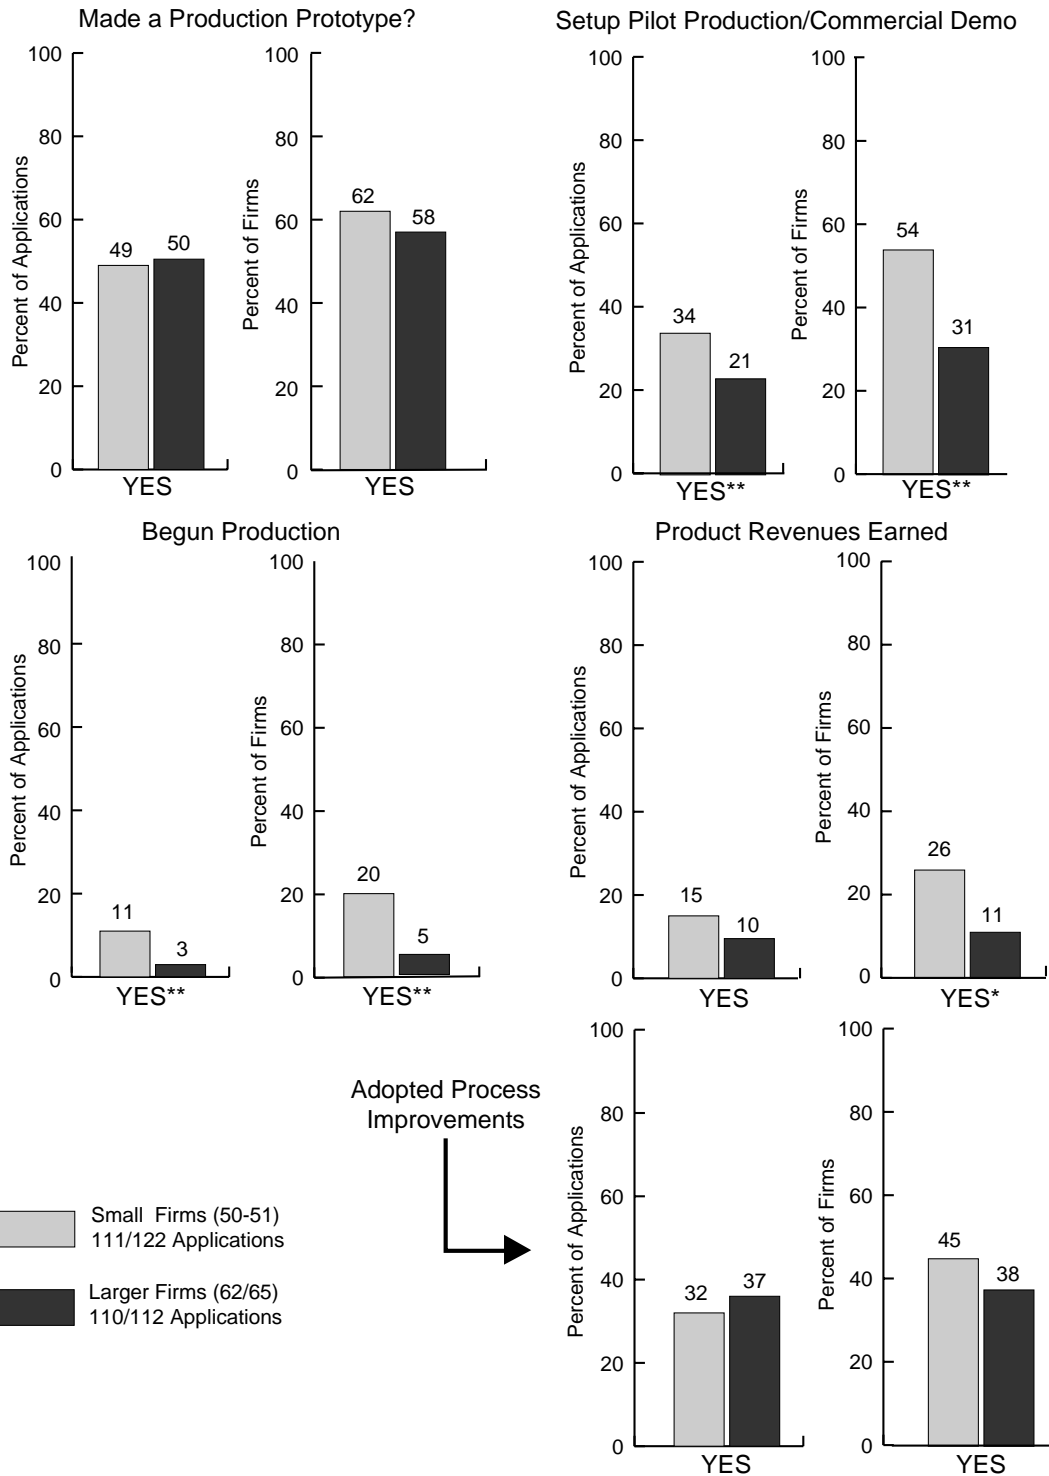 Made a Production Prototype?
Percent of Applications
100
80
60
40
20
0
49
50
YES
Percent of Firms
100
80
60
40
20
0
62
58
YES
Setup Pilot Production/Commercial Demo
Percent of Applications
100
80
60
40
20
0
34
21
YES**
Percent of Firms
100
80
60
40
20
0
54
31
YES**
Begun Production
Percent of Applications
100
80
60
40
20
0
11
3
YES**
Percent of Firms
100
80
60
40
20
0
20
5
YES**
Product Revenues Earned
Percent of Applications
100
80
60
40
20
0
15
10
YES
Percent of Firms
100
80
60
40
20
0
26
11
YES*
Adopted Process
Improvements
Percent of Applications
100
80
60
40
20
0
32
37
YES
Percent of Firms
100
80
60
40
20
0
45
38
YES
Small Firms (50-51)
111/122 Applications
Larger Firms (62/65)
110/112 Applications